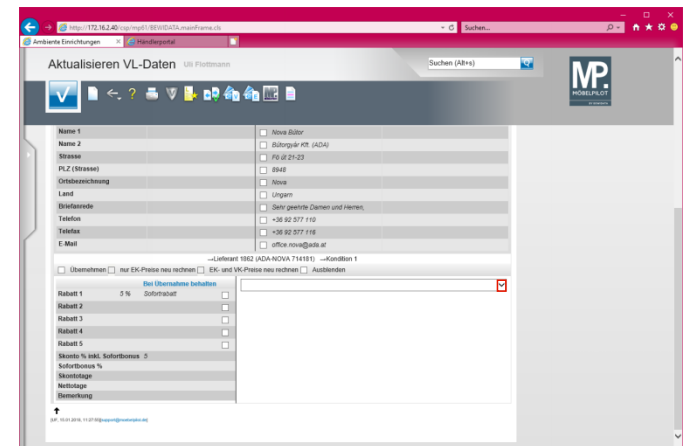 http://172.16.2.40/csp/mp61/BEWIDATA.mainFrame.cls
Suchen...
Ambiente Einrichtungen
Händlerportal
Aktualisieren VL-Daten Uli Flottmann
Suchen (Alt+s)
MP.
MÖBELPILOT
Name 1 Nova Bútor
Name 2 Bútorgyár Kft. (ADA)
Strasse Fö út 21-23
PLZ (Strasse) 8948
Ortsbezeichnung Nova
Land Ungarn
Briefanrede Sehr geehrte Damen und Herren,
Telefon +36 92 577 110
Telefax +36 92 577 116
E-Mail office.nova@ada.at
→Lieferant 1862 (ADA-NOVA 714181) →Kondition 1
Übernehmen nur EK-Preise neu rechnen EK- und VK-Preise neu rechnen Ausblenden
Bei Übernahme behalten
Rabatt 1 5 % Sofortrabatt
Rabatt 2
Rabatt 3
Rabatt 4
Rabatt 5
Skonto % inkl. Sofortbonus 5
Sofortbonus %
Skontotage
Nettotage
Bemerkung